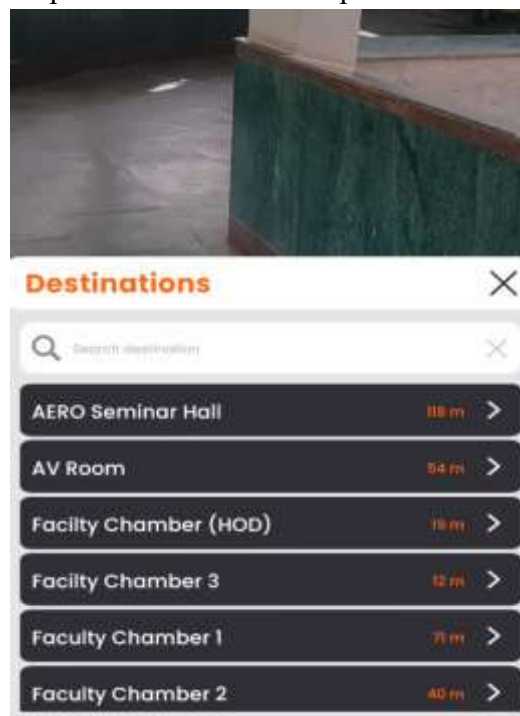 Destinations
Search destination
AERO Seminar Hall 118 m
AV Room 54 m
Facilty Chamber (HOD) 19 m
Facilty Chamber 3 12 m
Faculty Chamber 1 71 m
Faculty Chamber 2 40 m